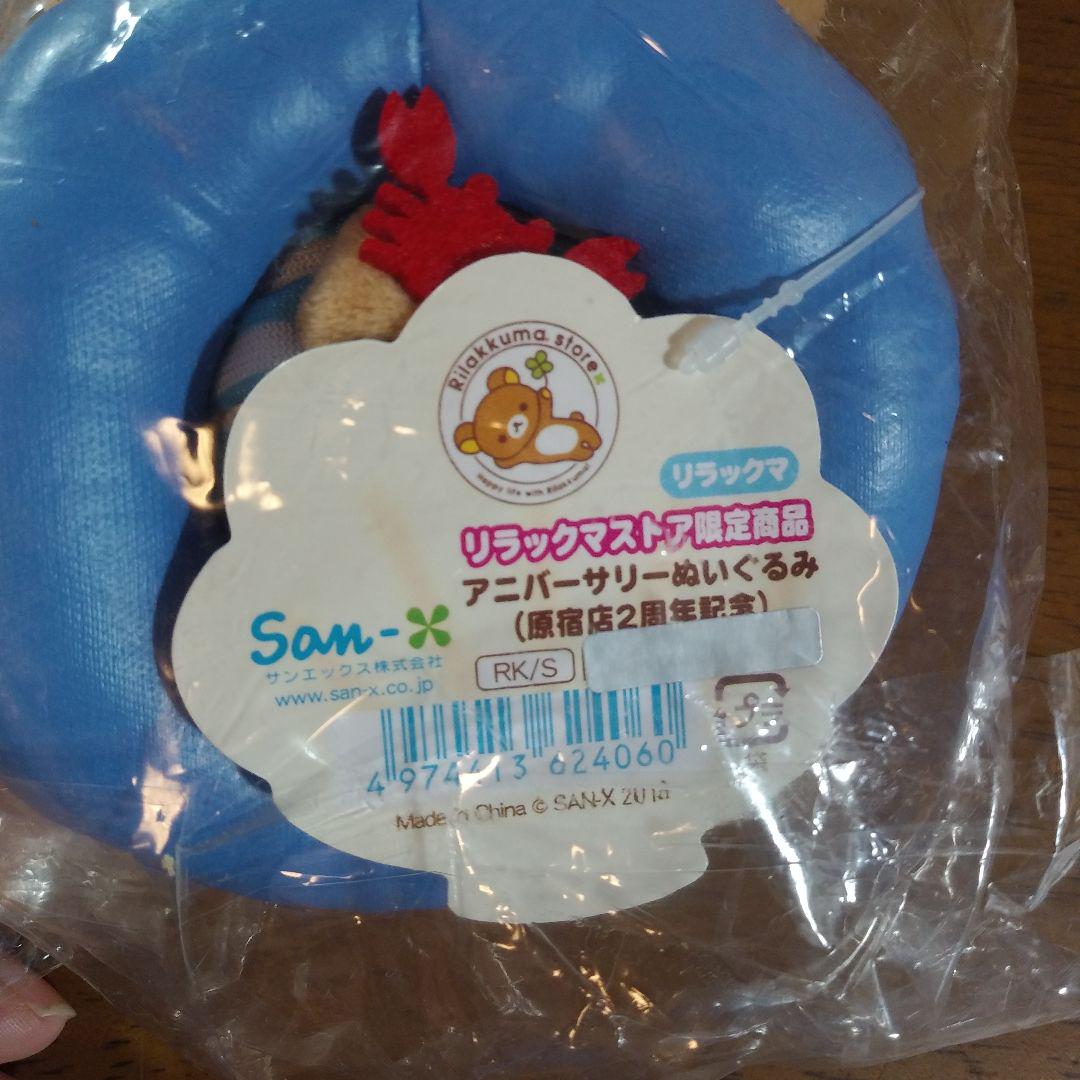 Rilakkuma store
Happy life with Rilakkuma!
リラックマ
リラックマストア限定商品
アニバーサリーぬいぐるみ
(原宿店2周年記念)
San-X
サンエックス株式会社
www.san-x.co.jp
RK/S
4 974413 624060
Made in China © SAN-X